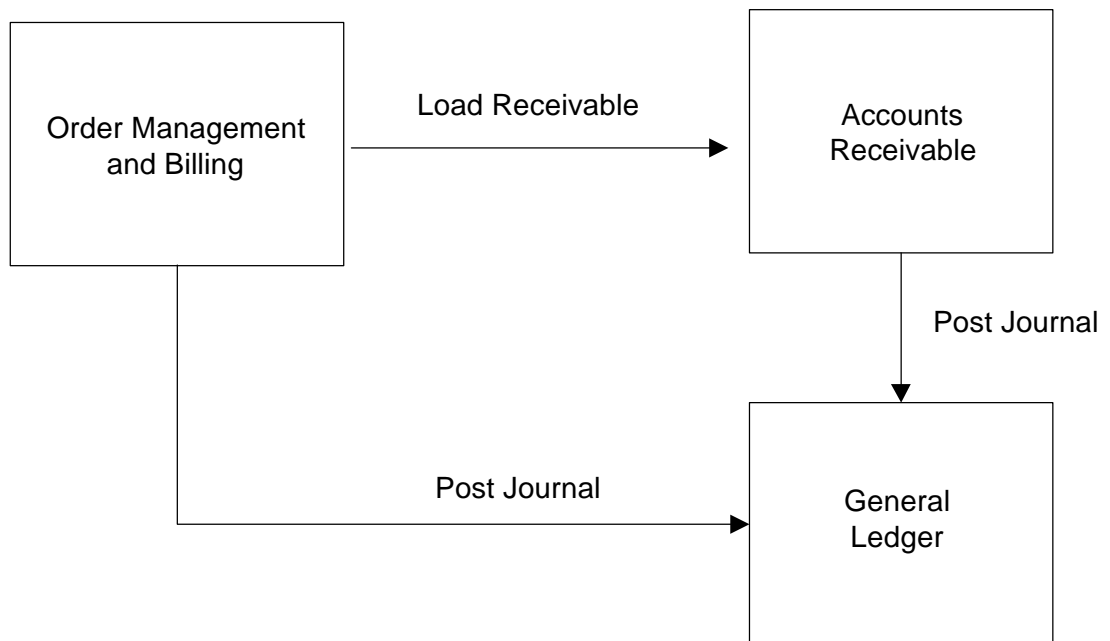 Order Management
and Billing
Load Receivable
Accounts
Receivable
Post Journal
Post Journal
General
Ledger